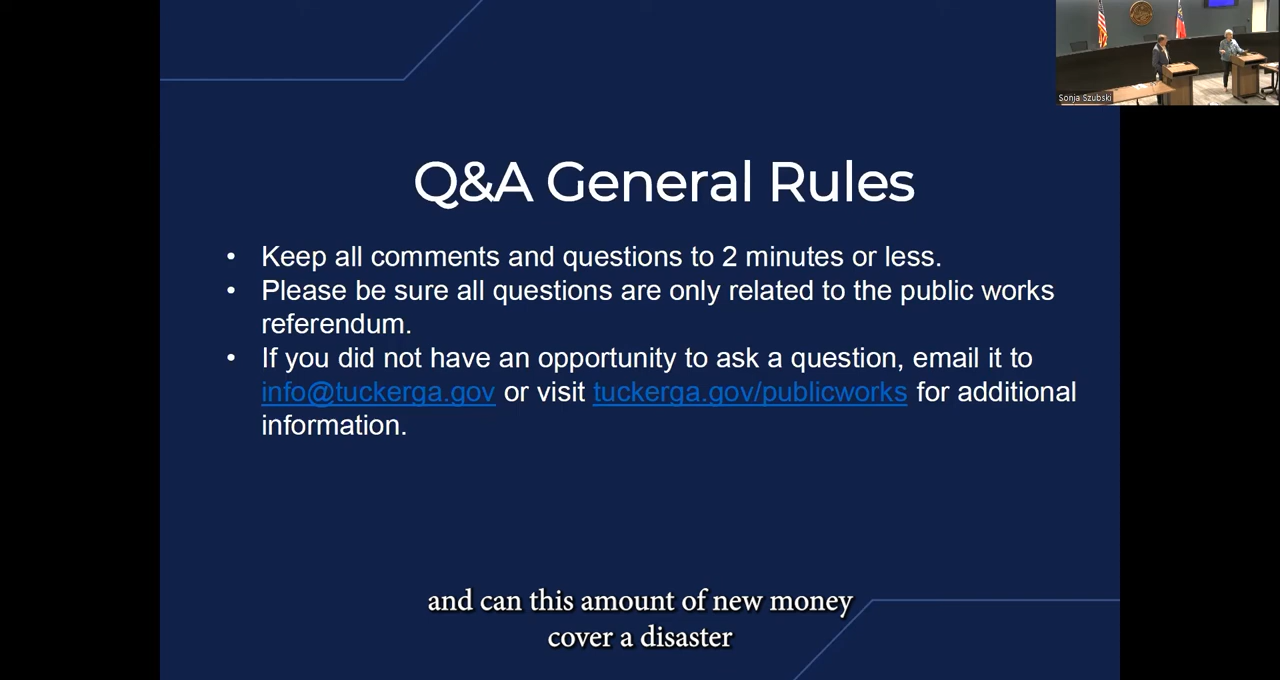 Sonja Szubski
Q&A General Rules
• Keep all comments and questions to 2 minutes or less.
• Please be sure all questions are only related to the public works
referendum.
• If you did not have an opportunity to ask a question, email it to
info@tuckerga.gov or visit tuckerga.gov/publicworks for additional
information.
and can this amount of new money
cover a disaster